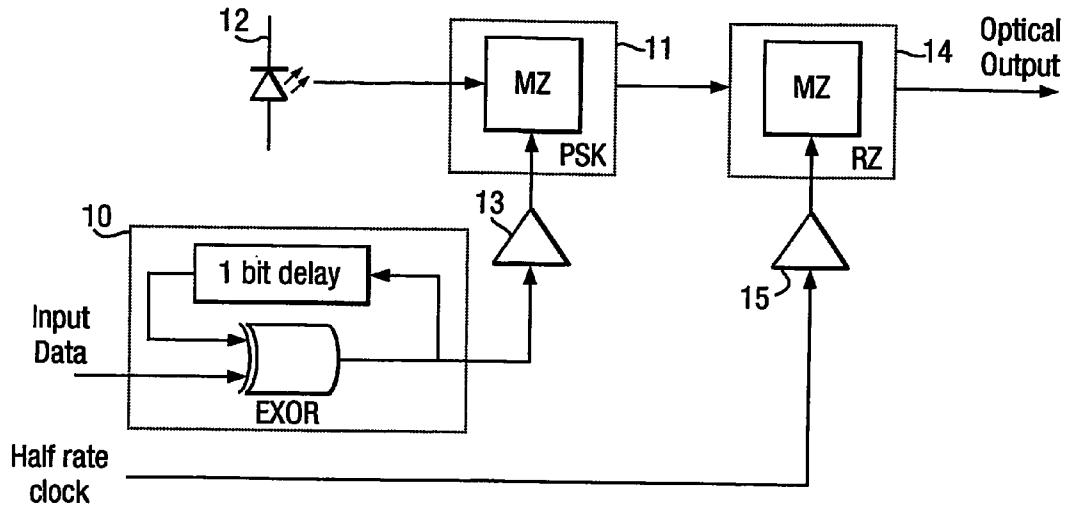 12
MZ
PSK
11
MZ
RZ
14
Optical
Output
13
15
10
1 bit delay
Input
Data
EXOR
Half rate
clock